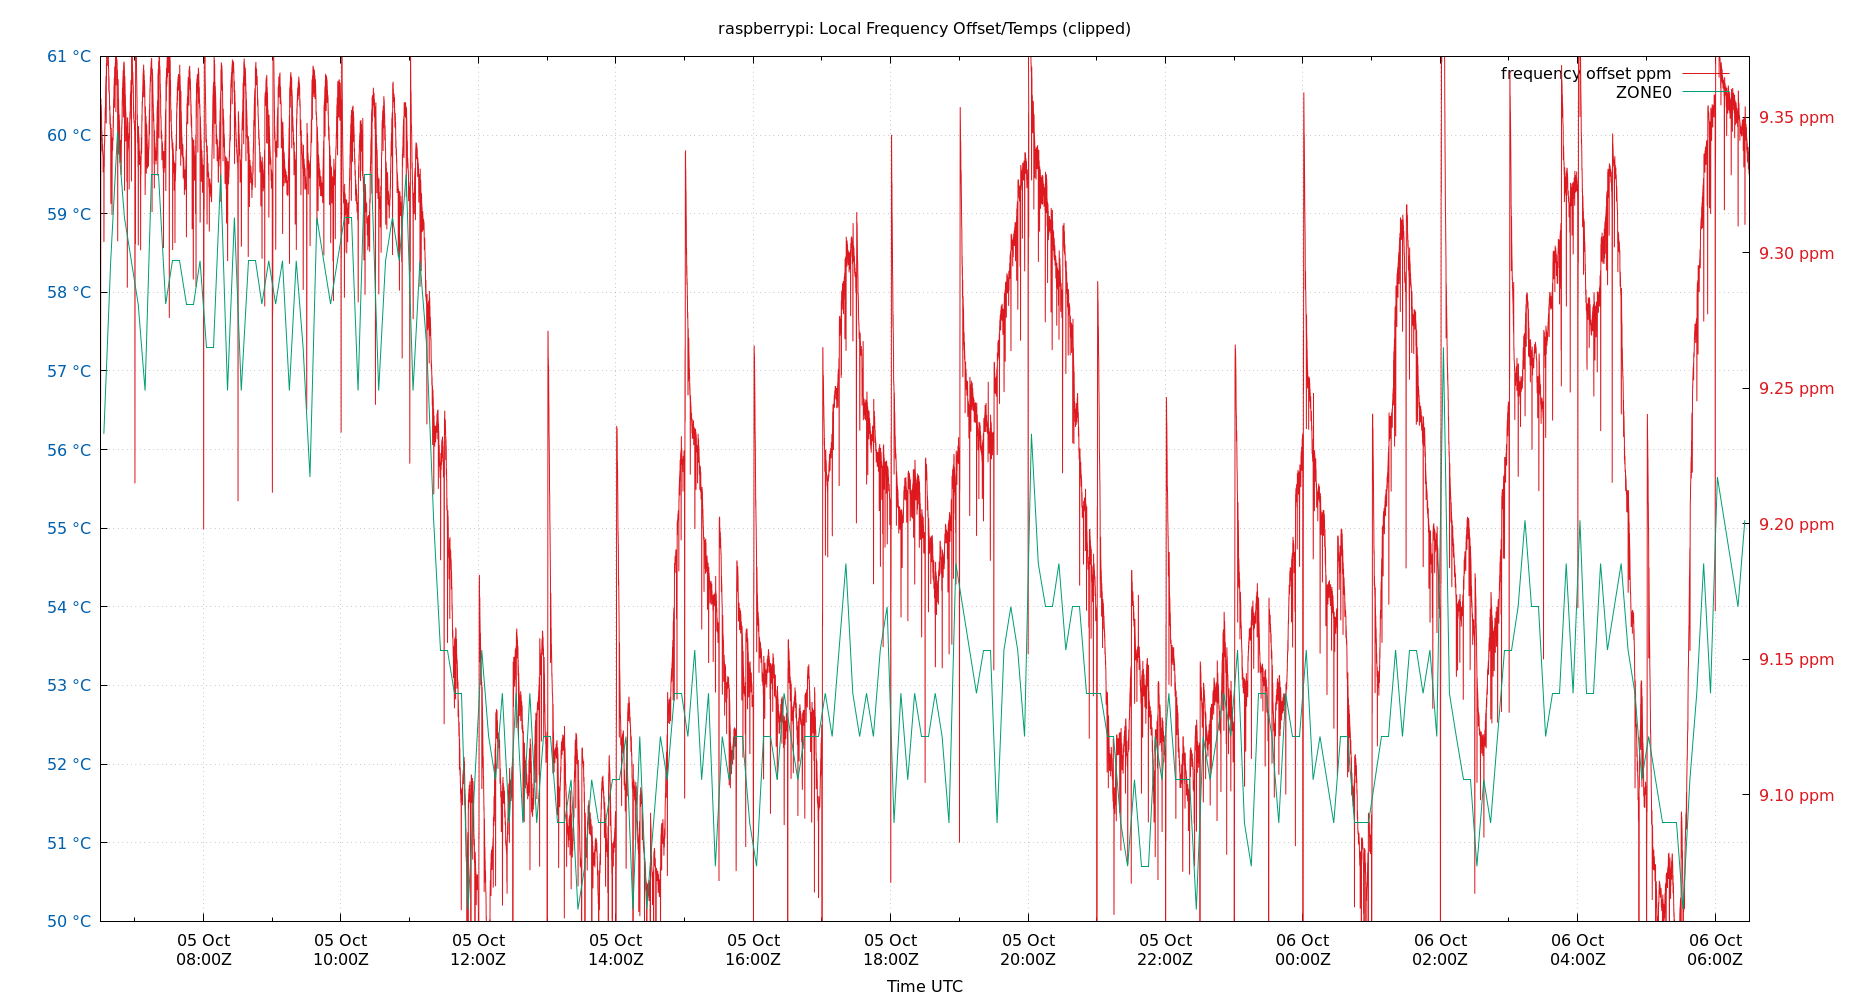 raspberrypi: Local Frequency Offset/Temps (clipped)
61 °C
60 °C
59 °C
58 °C
57 °C
56 °C
55 °C
54 °C
53 °C
52 °C
51 °C
50 °C
frequency offset ppm
ZONE0
9.35 ppm
9.30 ppm
9.25 ppm
9.20 ppm
9.15 ppm
9.10 ppm
05 Oct 05 Oct 05 Oct 05 Oct 05 Oct 05 Oct 05 Oct 05 Oct 06 Oct 06 Oct 06 Oct 06 Oct
08:00Z 10:00Z 12:00Z 14:00Z 16:00Z 18:00Z 20:00Z 22:00Z 00:00Z 02:00Z 04:00Z 06:00Z
Time UTC